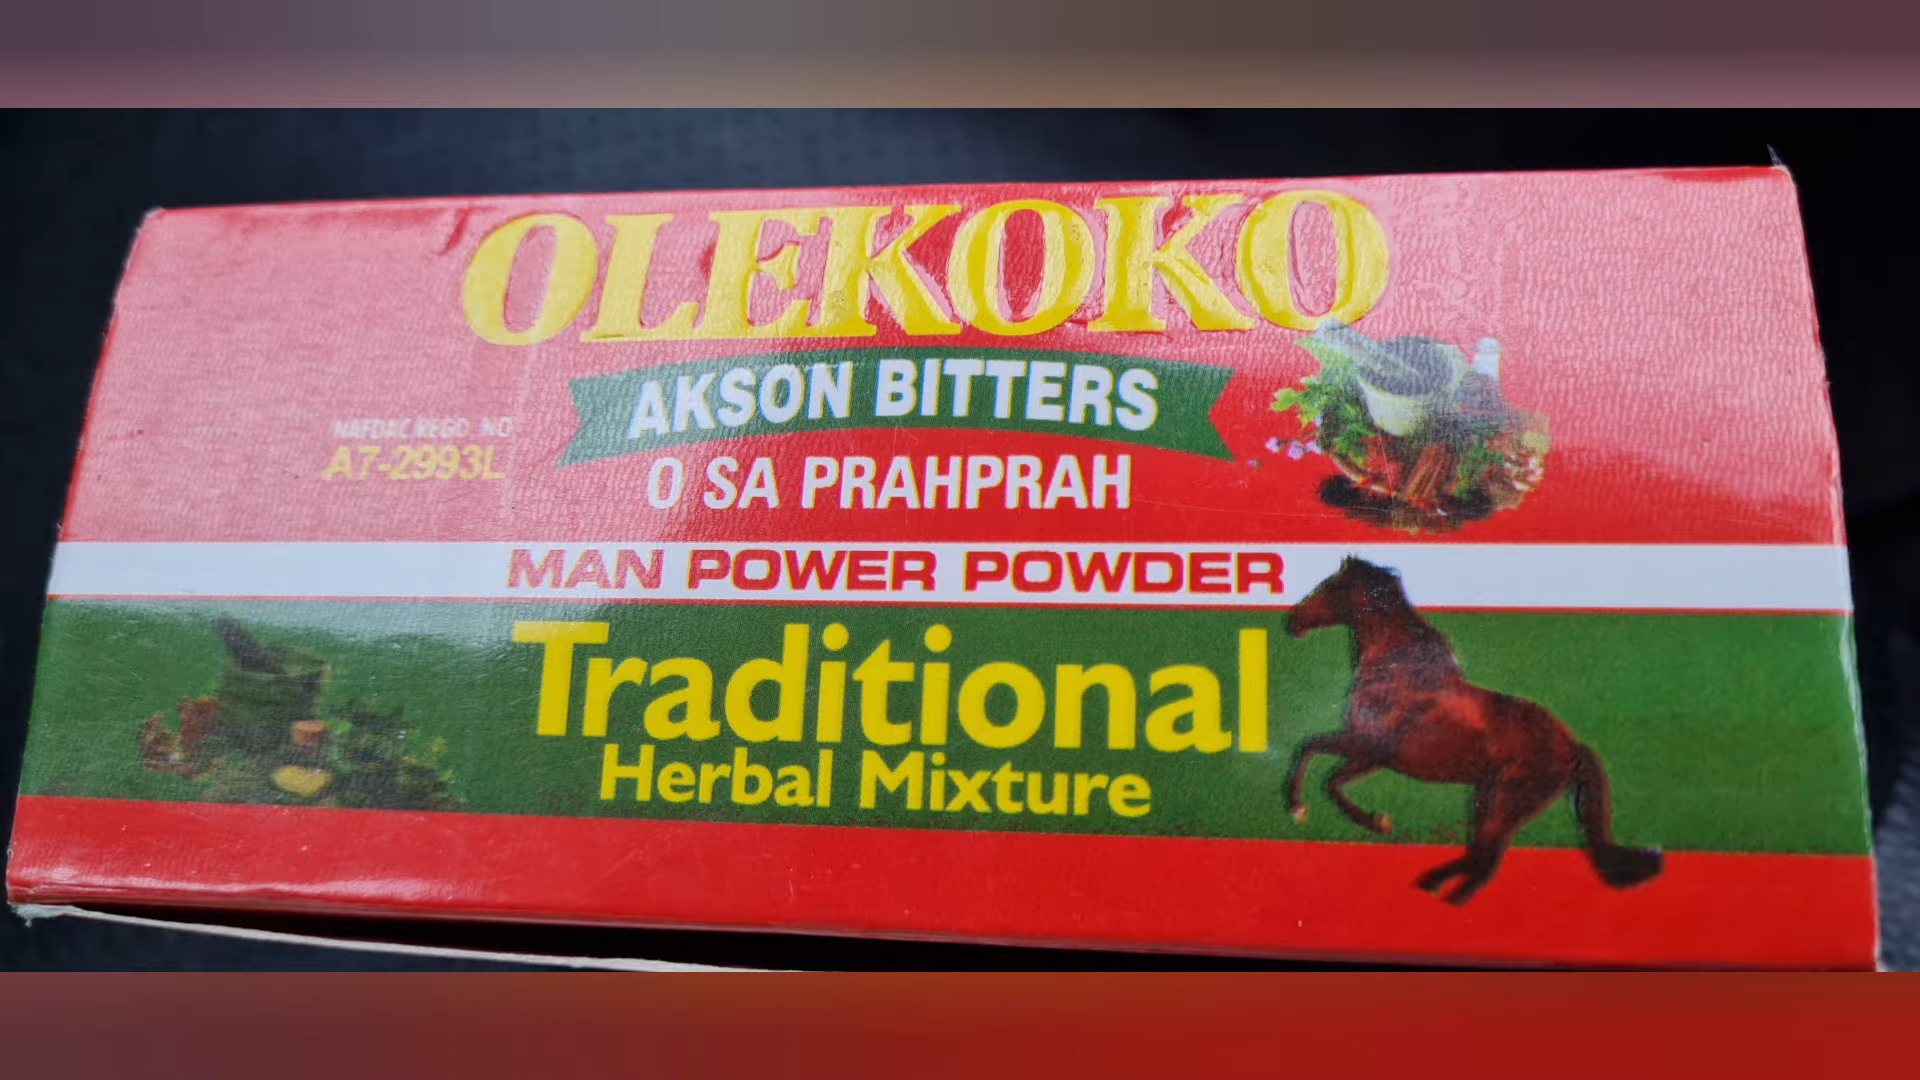 OLEKOKO
AKSON BITTERS
NAFDAC REGD. NO
A7-2993L
O SA PRAHPRAH
MAN POWER POWDER
Traditional
Herbal Mixture